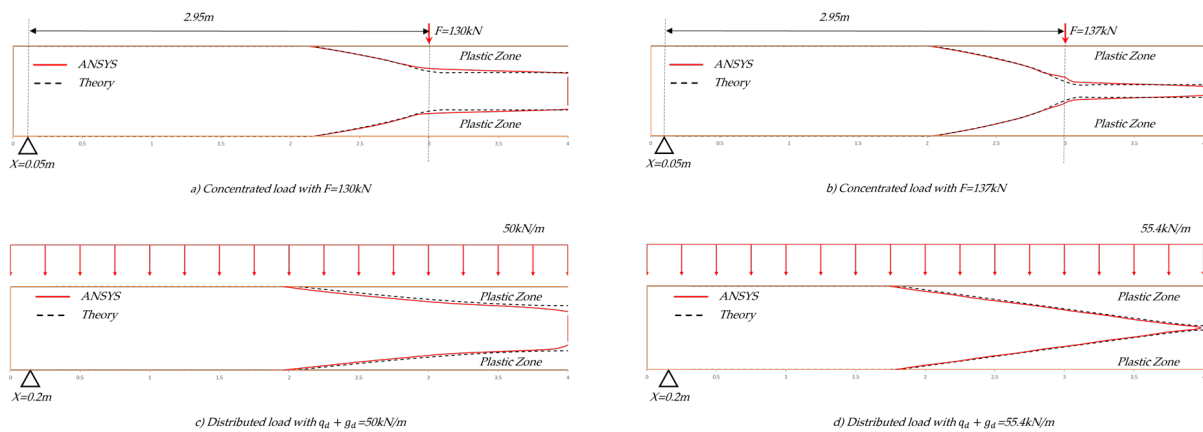 2.95m
F=130kN
Plastic Zone
ANSYS
Theory
Plastic Zone
0 0.5 1 1.5 2 2.5 3 3.5 4
X=0.05m
a) Concentrated load with F=130kN
2.95m
F=137kN
Plastic Zone
ANSYS
Theory
Plastic Zone
0 0.5 1 1.5 2 2.5 3 3.5 4
X=0.05m
b) Concentrated load with F=137kN
50kN/m
ANSYS
Plastic Zone
Theory
Plastic Zone
0 0.5 1 1.5 2 2.5 3 3.5 4
X=0.2m
c) Distributed load with qd + gd=50kN/m
55.4kN/m
ANSYS
Plastic Zone
Theory
Plastic Zone
0 0.5 1 1.5 2 2.5 3 3.5 4
X=0.2m
d) Distributed load with qd + gd=55.4kN/m